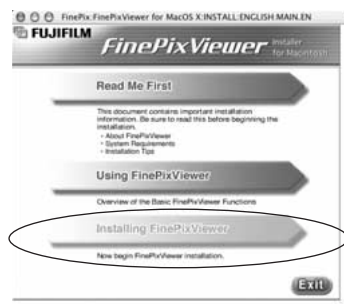 FinePix:FinePixViewer for MacOS X:INSTALL:ENGLISH:MAIN.EN
FUJIFILM
FinePixViewer Installer
for Macintosh
Read Me First
This document contains important installation
information. Be sure to read this before beginning the
installation.
- About FinePixViewer
- System Requirements
- Installation Tips
Using FinePixViewer
Overview of the Basic FinePixViewer Functions
Installing FinePixViewer
Now begin FinePixViewer installation.
Exit